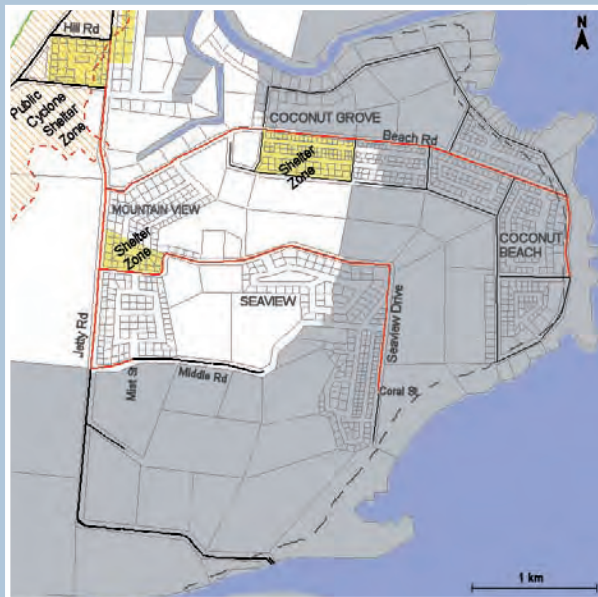 Hill Rd
N
Public
Cyclone
Shelter
Zone
COCONUT GROVE
Beach Rd
Shelter
Zone
MOUNTAIN VIEW
Shelter
Zone
COCONUT
BEACH
SEAVIEW
Seaview Drive
Jetty Rd
Mist St
Middle Rd
Coral St
1 km